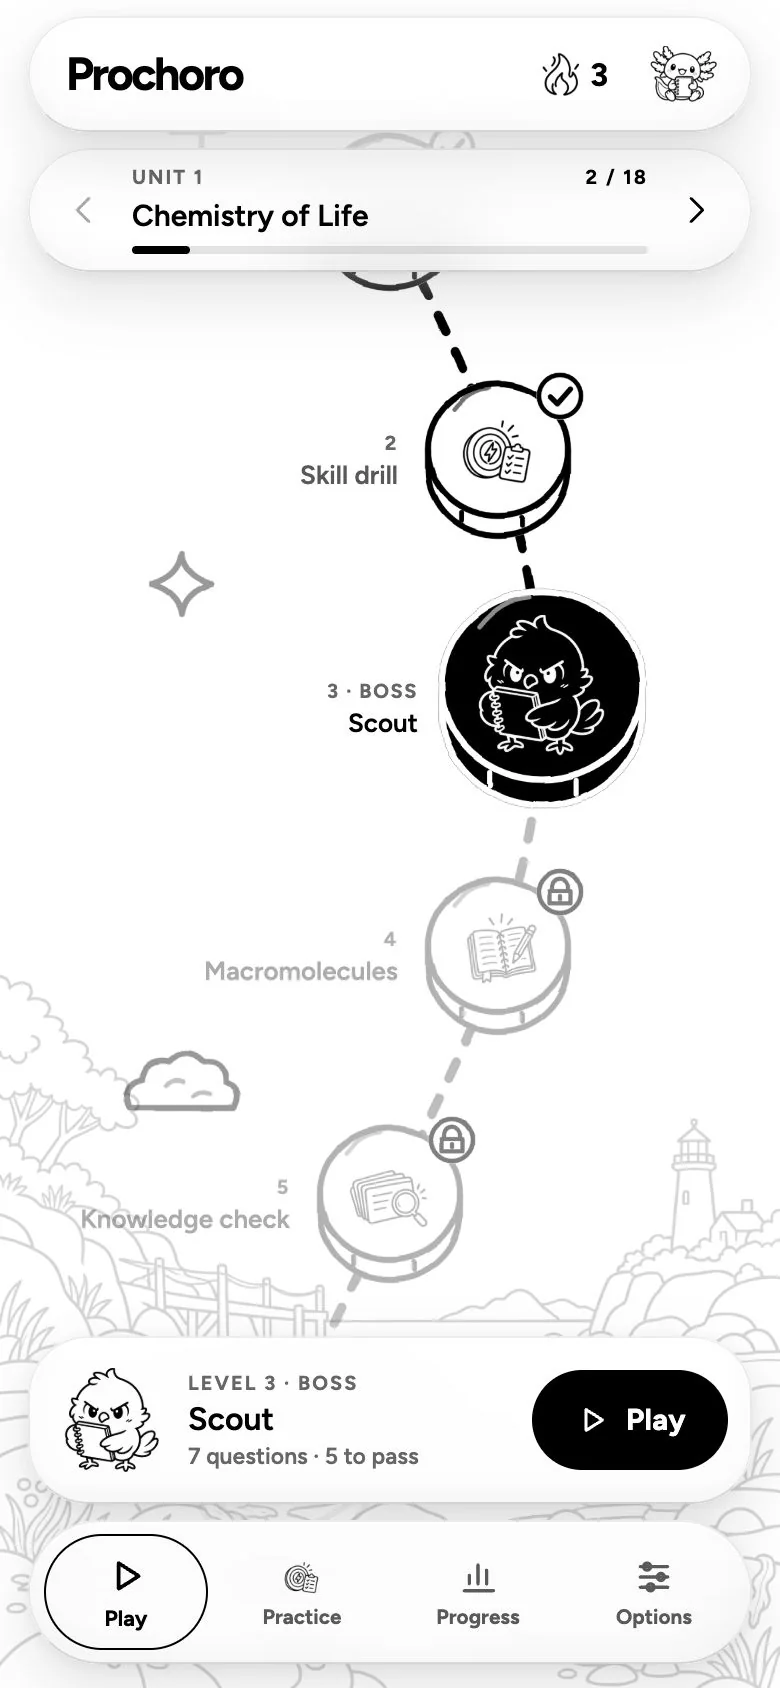 Prochoro
3
UNIT 1
2 / 18
Chemistry of Life
2
Skill drill
3 · BOSS
Scout
4
Macromolecules
5
Knowledge check
LEVEL 3 · BOSS
Scout
7 questions · 5 to pass
Play
Play
Practice
Progress
Options